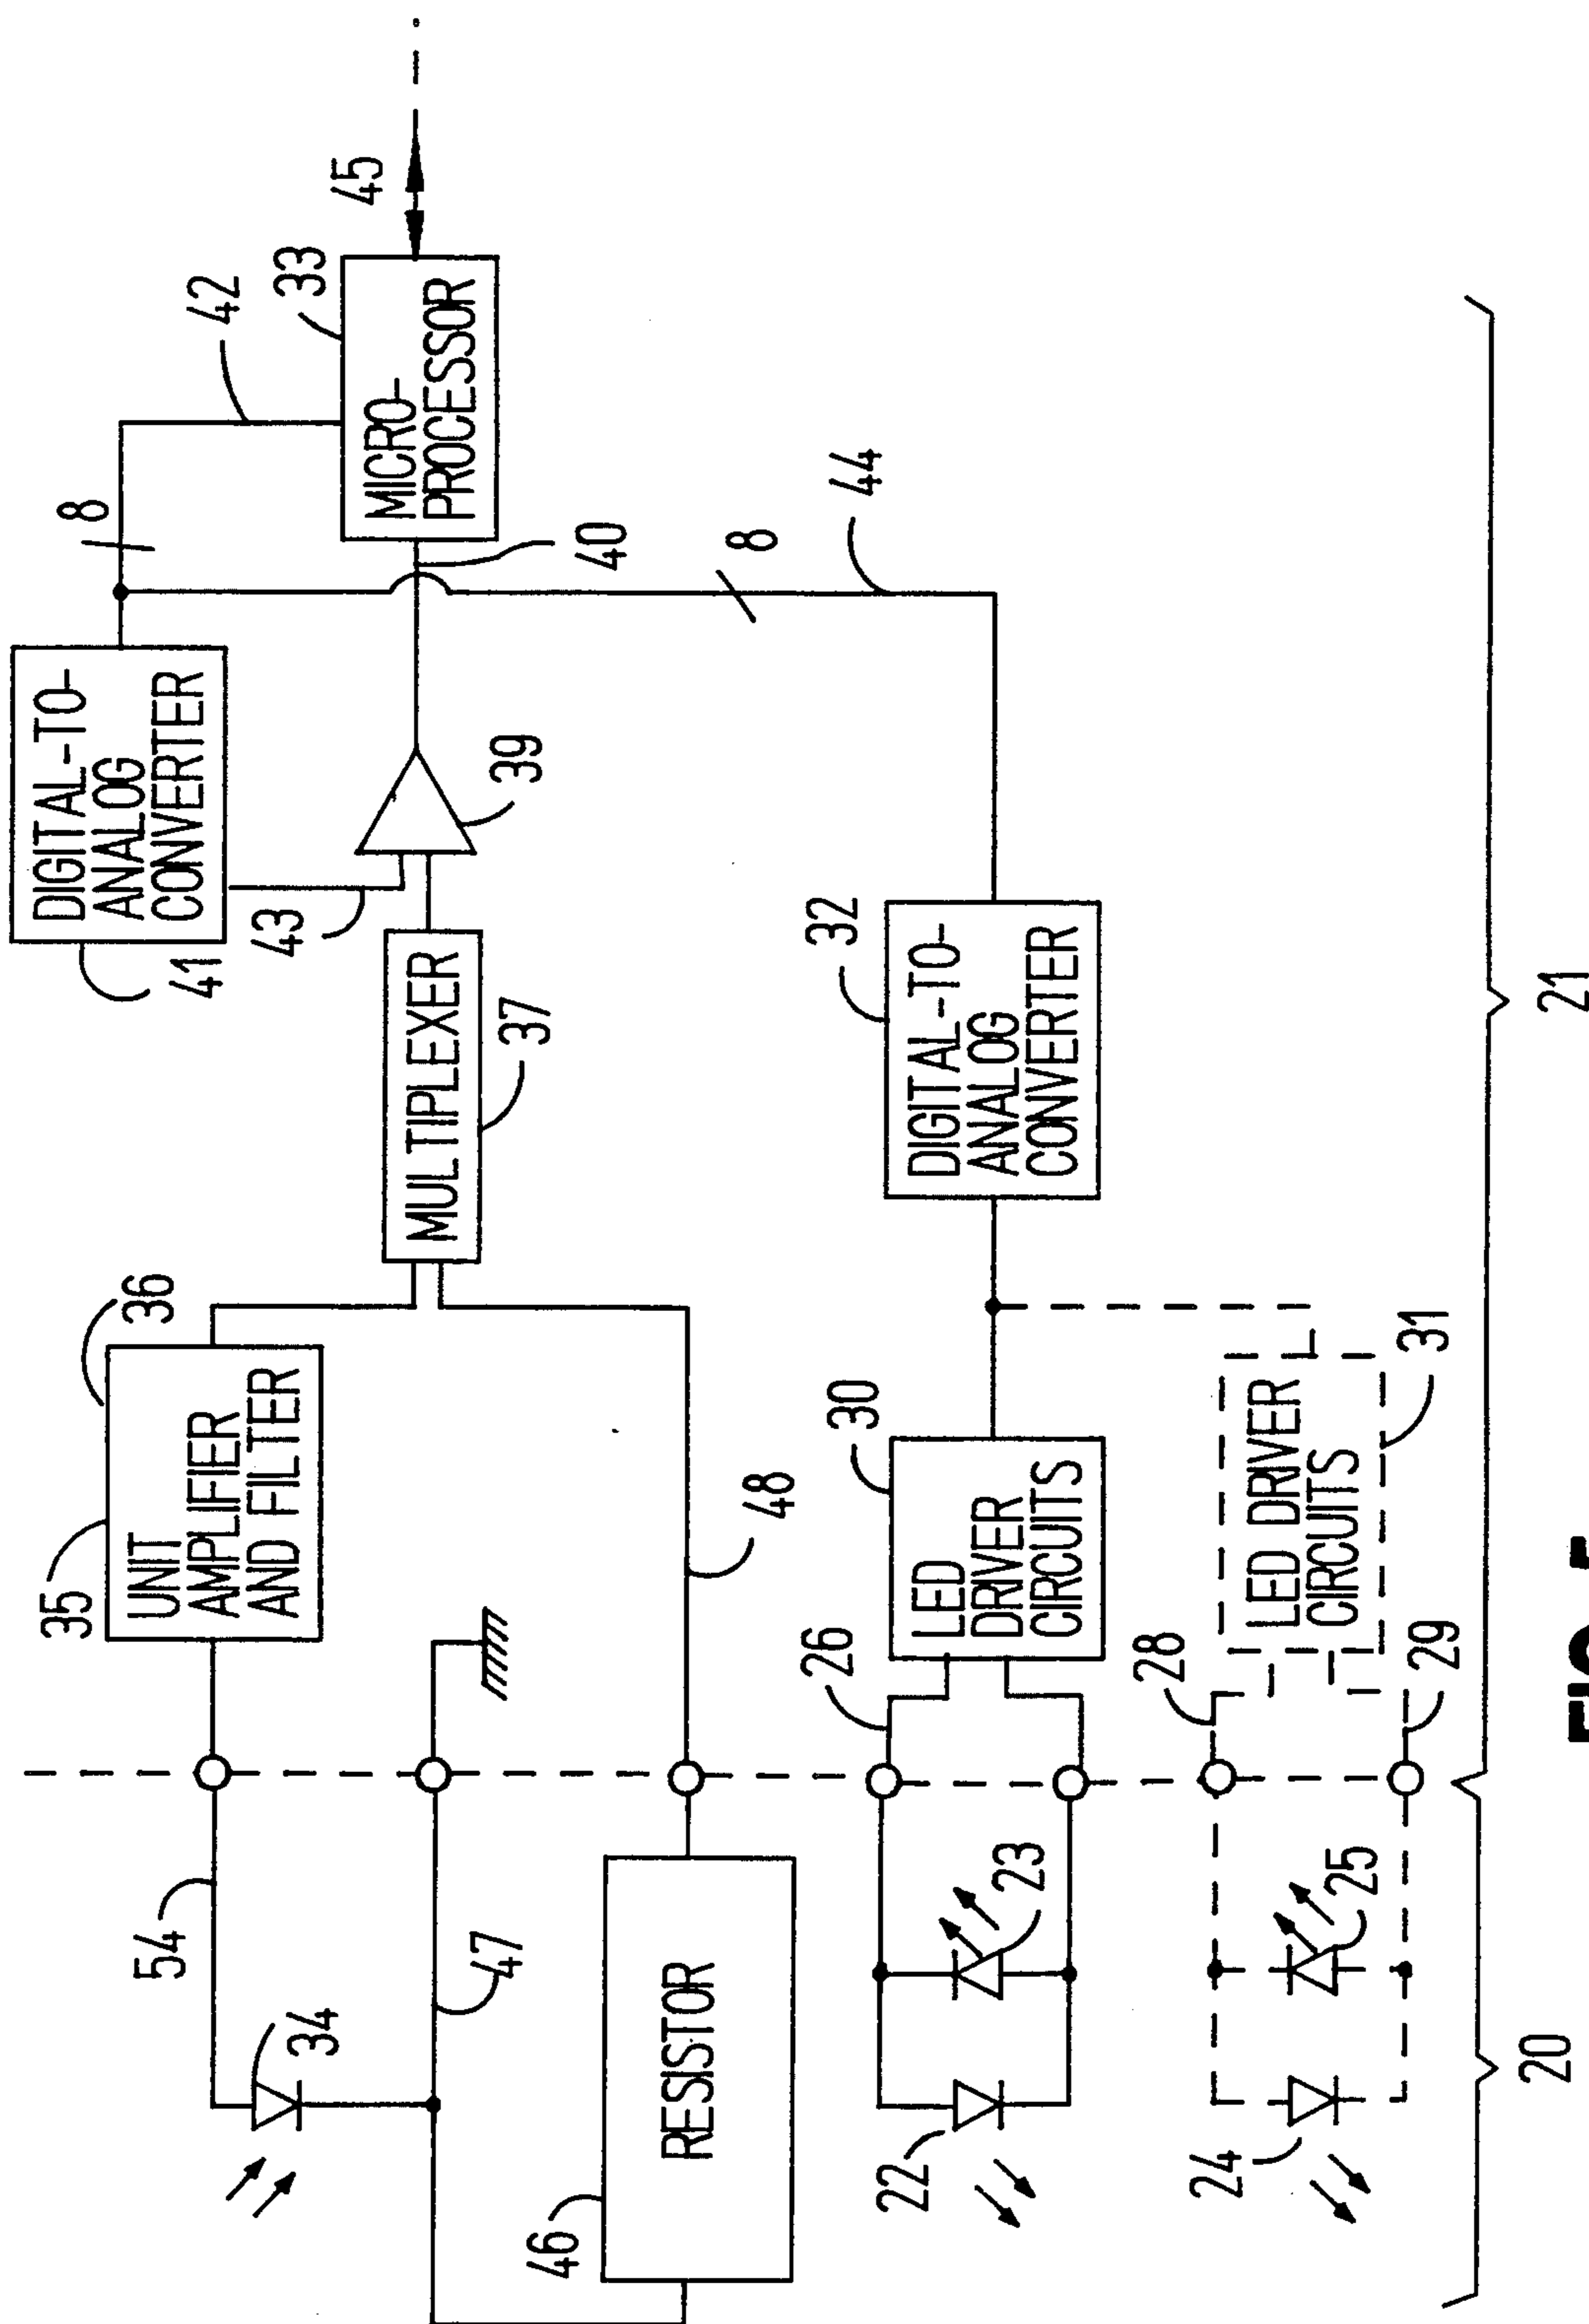 35
UNIT
AMPLIFIER
AND FILTER
36
41
DIGITAL-TO-
ANALOG
CONVERTER
8
42
33
45
54
34
43
MICRO-
PROCESSOR
47
MULTIPLEXER
37
39
40
46
RESISTOR
48
8
44
22
23
26
30
LED
DRIVER
CIRCUITS
32
DIGITAL-TO-
ANALOG
CONVERTER
24
25
28
29
LED DRIVER
CIRCUITS
31
20
21
FIG